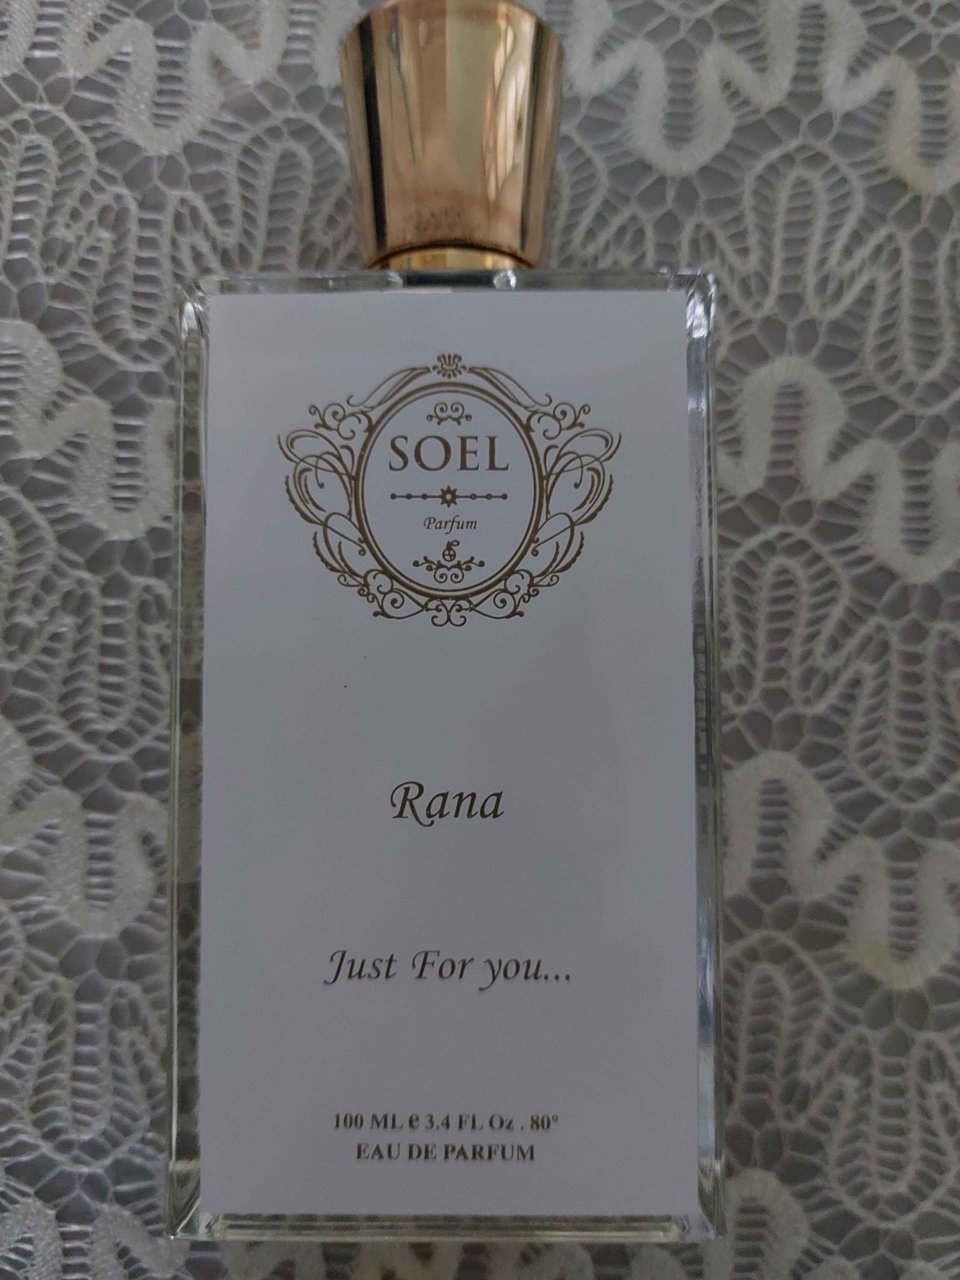 SOEL
Parfum
Rana
Just For you...
100 ML e 3.4 FL Oz . 80°
EAU DE PARFUM